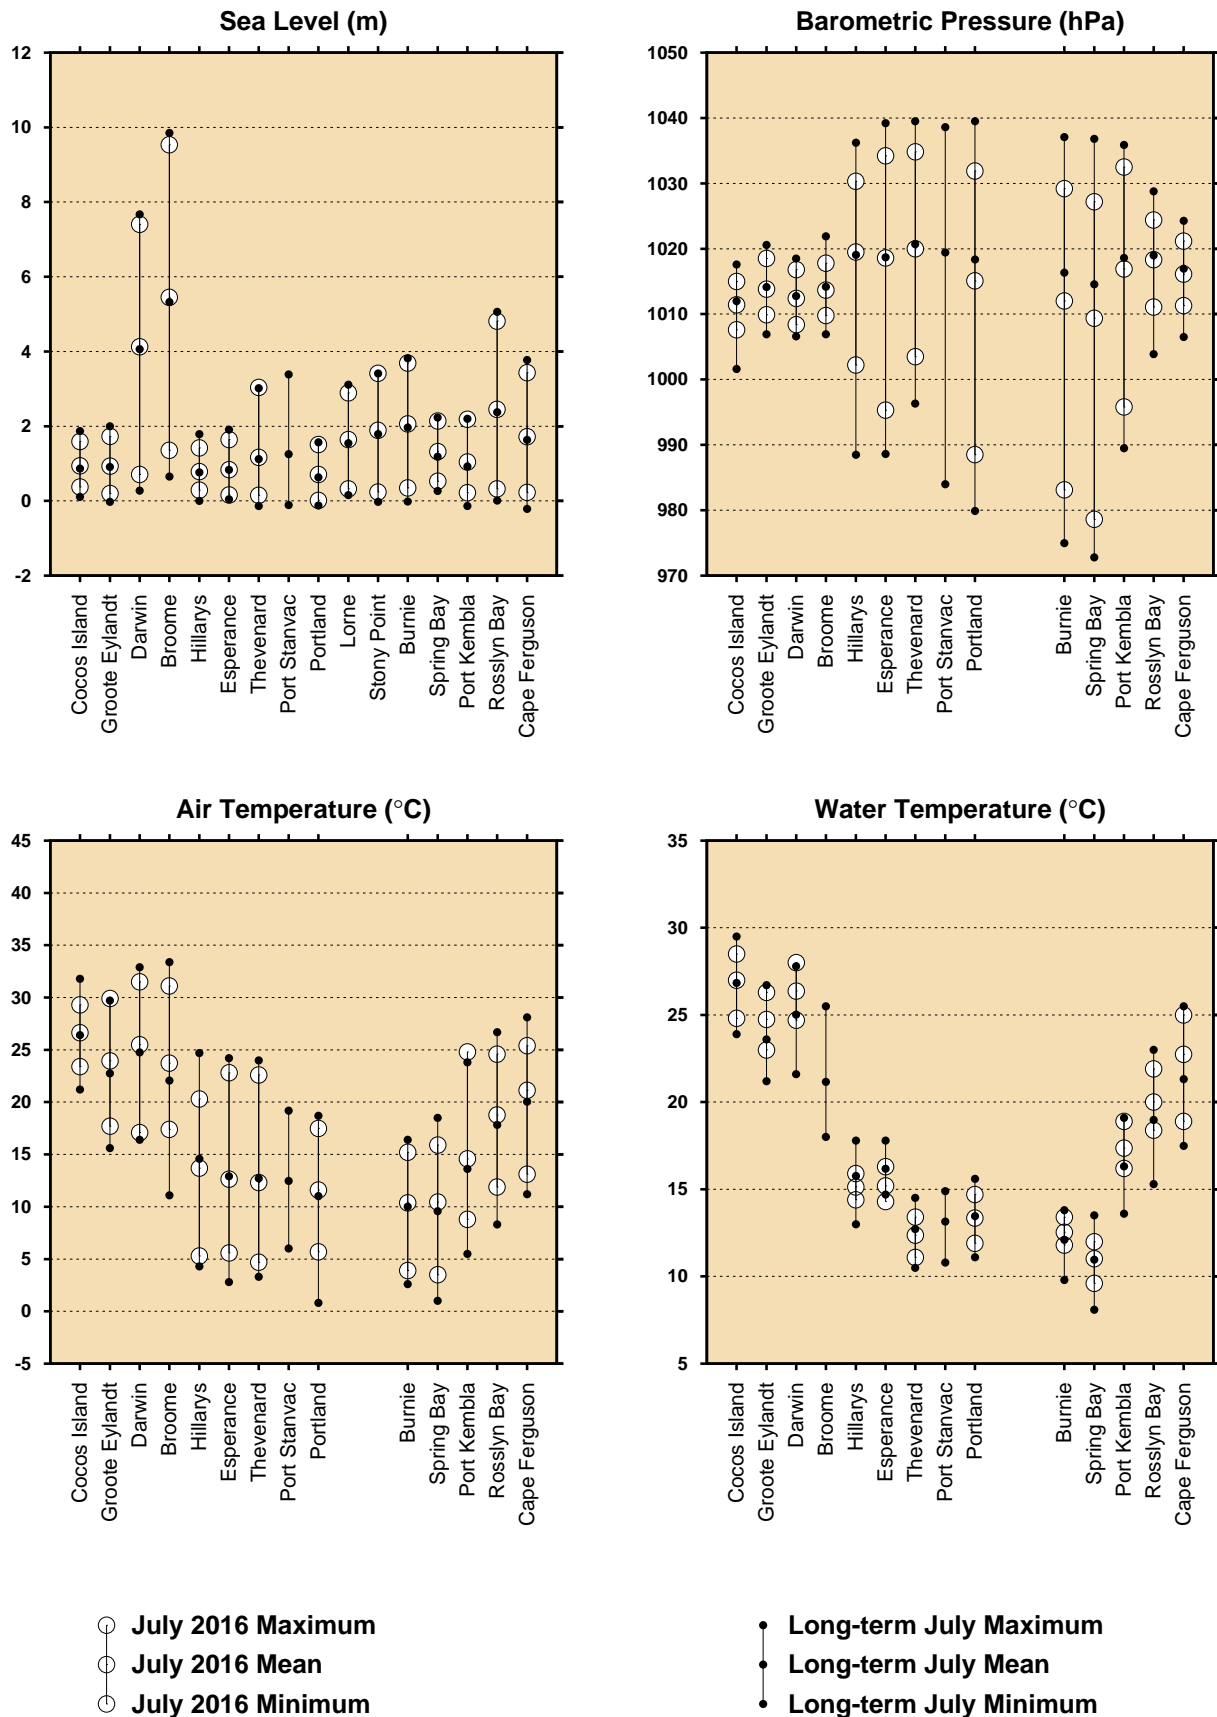 Sea Level (m)
12
10
8
6
4
2
0
-2
Cocos Island
Groote Eylandt
Darwin
Broome
Hillarys
Esperance
Thevenard
Port Stanvac
Portland
Lorne
Stony Point
Burnie
Spring Bay
Port Kembla
Rosslyn Bay
Cape Ferguson
Barometric Pressure (hPa)
1050
1040
1030
1020
1010
1000
990
980
970
Cocos Island
Groote Eylandt
Darwin
Broome
Hillarys
Esperance
Thevenard
Port Stanvac
Portland
Burnie
Spring Bay
Port Kembla
Rosslyn Bay
Cape Ferguson
Air Temperature (°C)
45
40
35
30
25
20
15
10
5
0
-5
Cocos Island
Groote Eylandt
Darwin
Broome
Hillarys
Esperance
Thevenard
Port Stanvac
Portland
Burnie
Spring Bay
Port Kembla
Rosslyn Bay
Cape Ferguson
Water Temperature (°C)
35
30
25
20
15
10
5
Cocos Island
Groote Eylandt
Darwin
Broome
Hillarys
Esperance
Thevenard
Port Stanvac
Portland
Burnie
Spring Bay
Port Kembla
Rosslyn Bay
Cape Ferguson
July 2016 Maximum
July 2016 Mean
July 2016 Minimum
Long-term July Maximum
Long-term July Mean
Long-term July Minimum